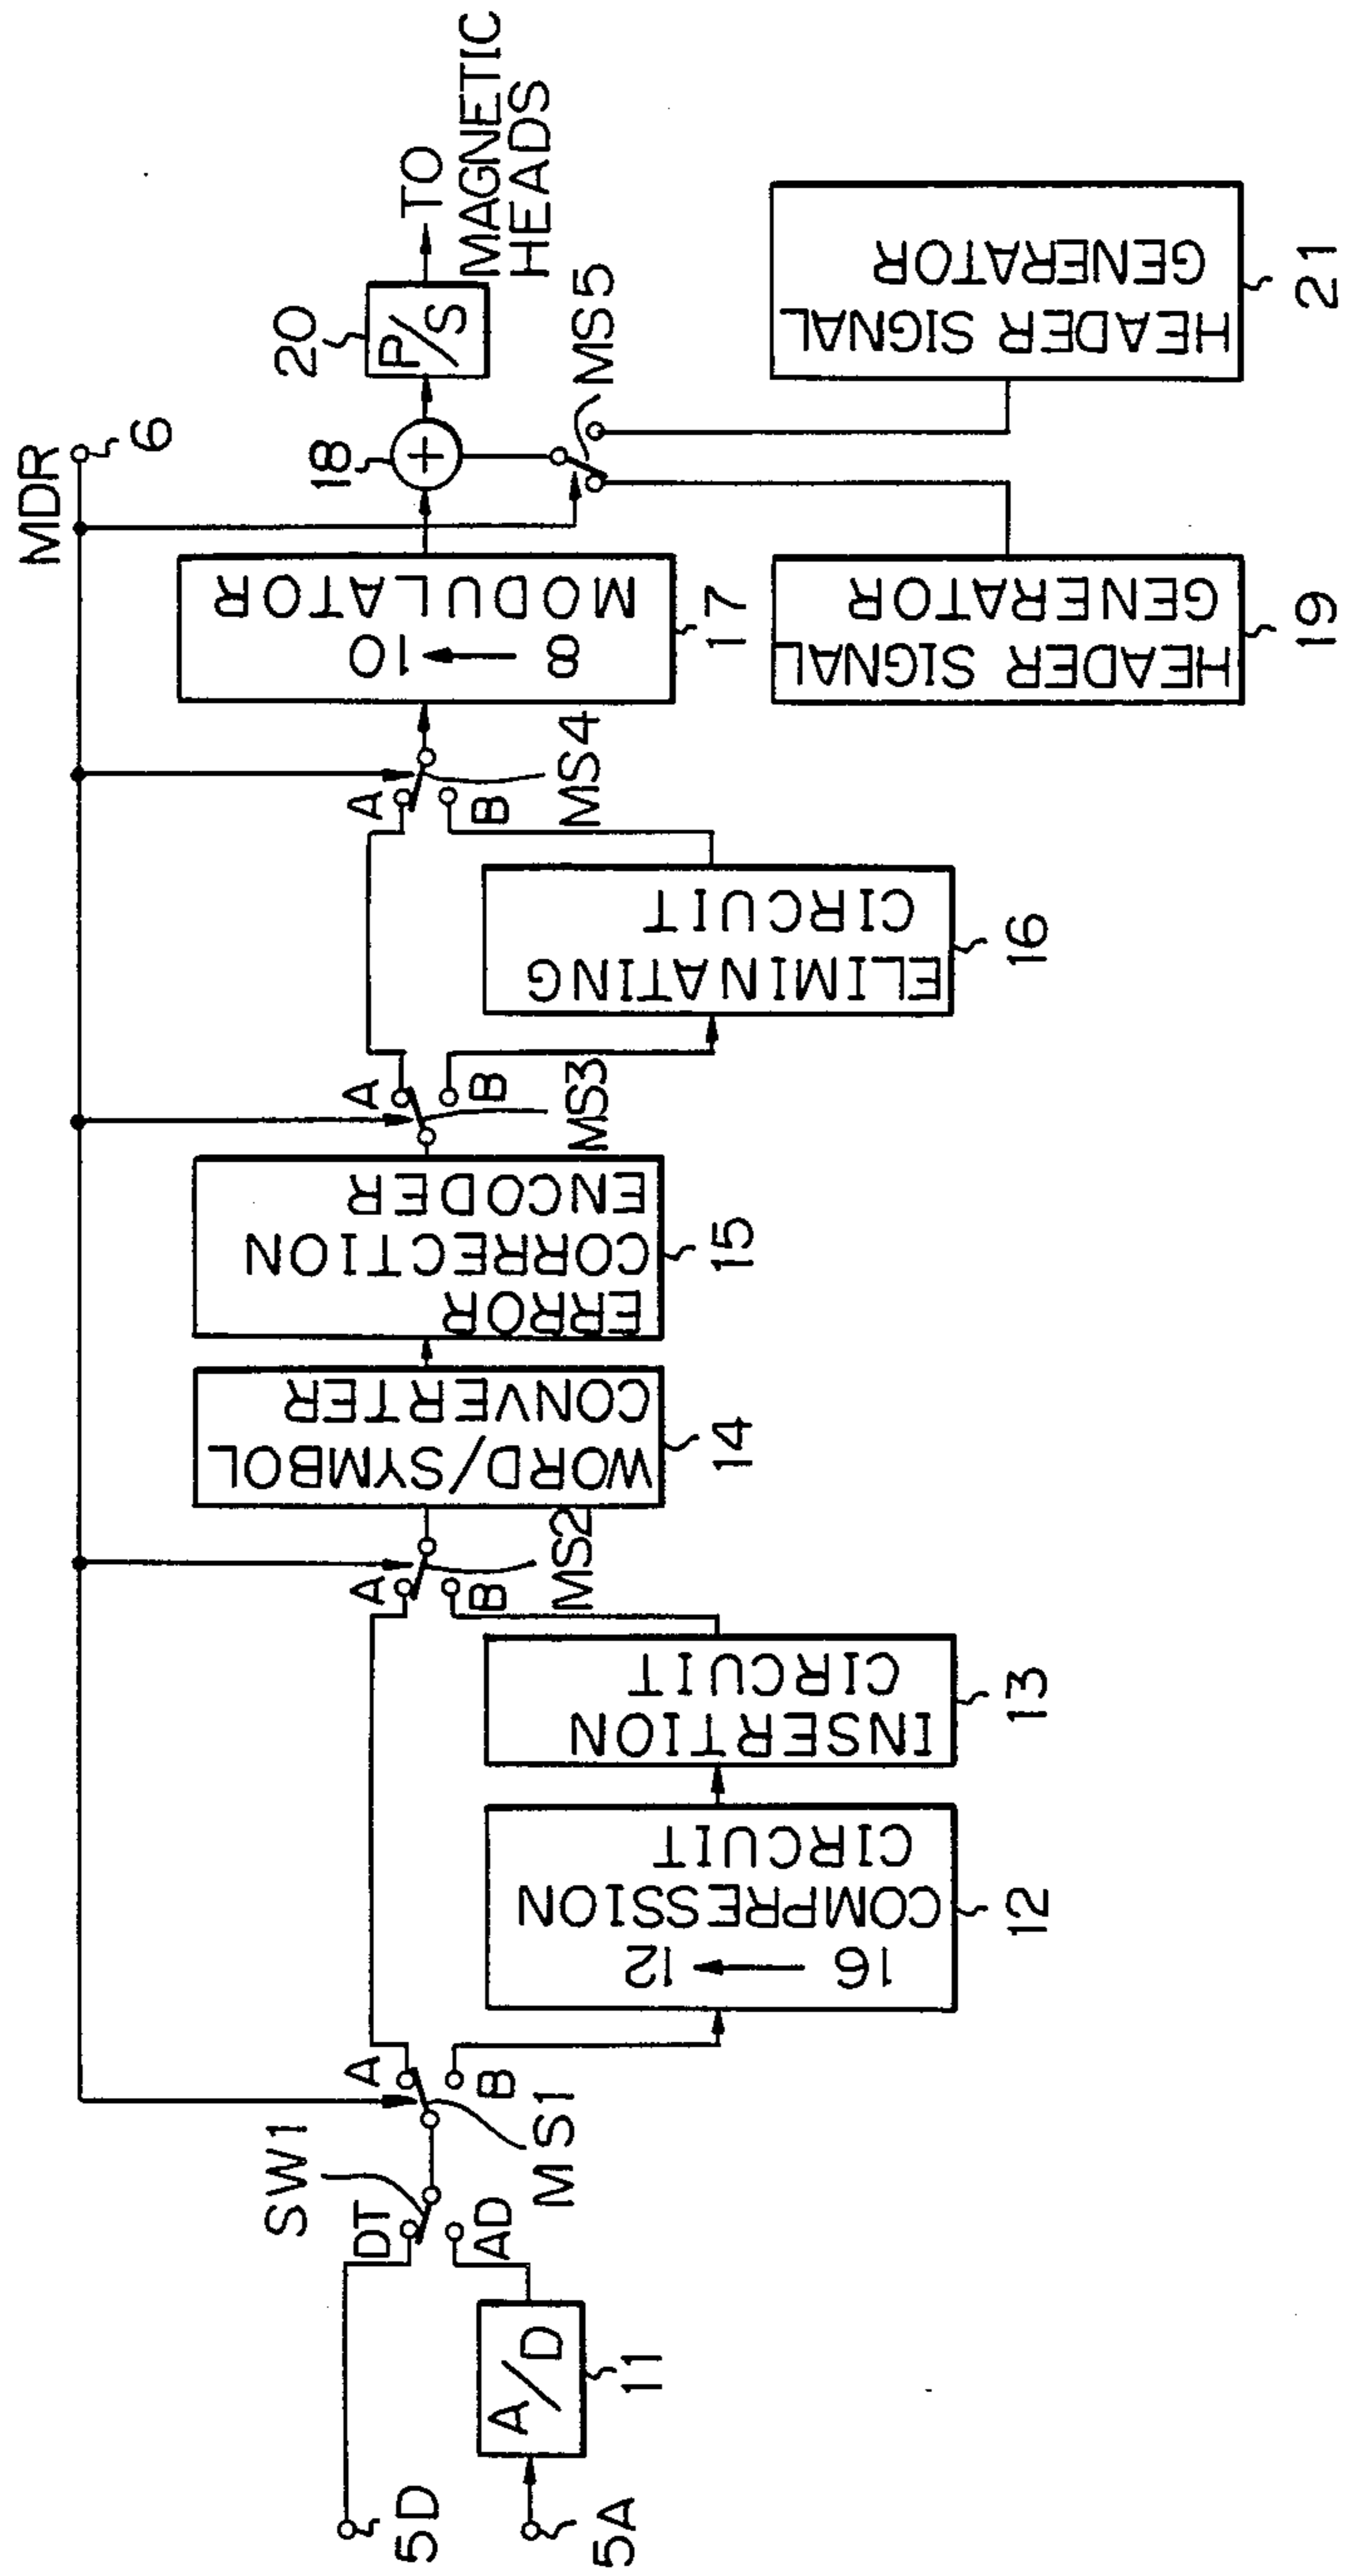 5D
5A
A/D
11
DT
AD
SW1
MS1
A
B
16 → 12
COMPRESSION
CIRCUIT
12
INSERTION
CIRCUIT
13
A
B
MS2
WORD/SYMBOL
CONVERTER
14
ERROR
CORRECTION
ENCODER
15
A
B
MS3
ELIMINATING
CIRCUIT
16
A
B
MS4
8 → 10
MODULATOR
17
MDR
6
18
+
20
P/S
TO
MAGNETIC
HEADS
MS5
HEADER SIGNAL
GENERATOR
19
HEADER SIGNAL
GENERATOR
21